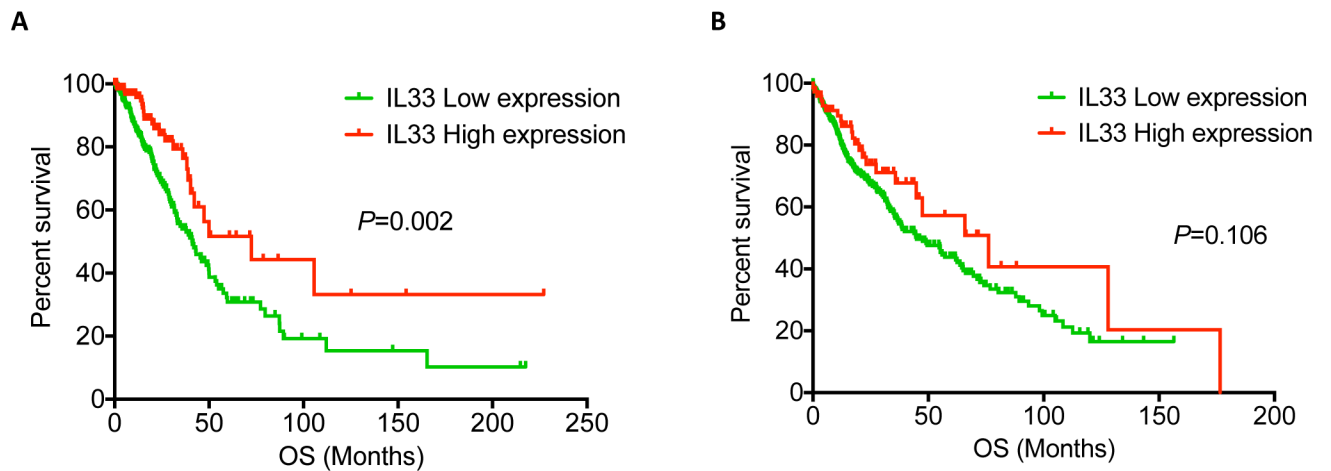 A
IL33 Low expression
IL33 High expression
P=0.002
Percent survival
100
80
60
40
20
0
0 50 100 150 200 250
OS (Months)
B
IL33 Low expression
IL33 High expression
P=0.106
Percent survival
100
80
60
40
20
0
0 50 100 150 200
OS (Months)